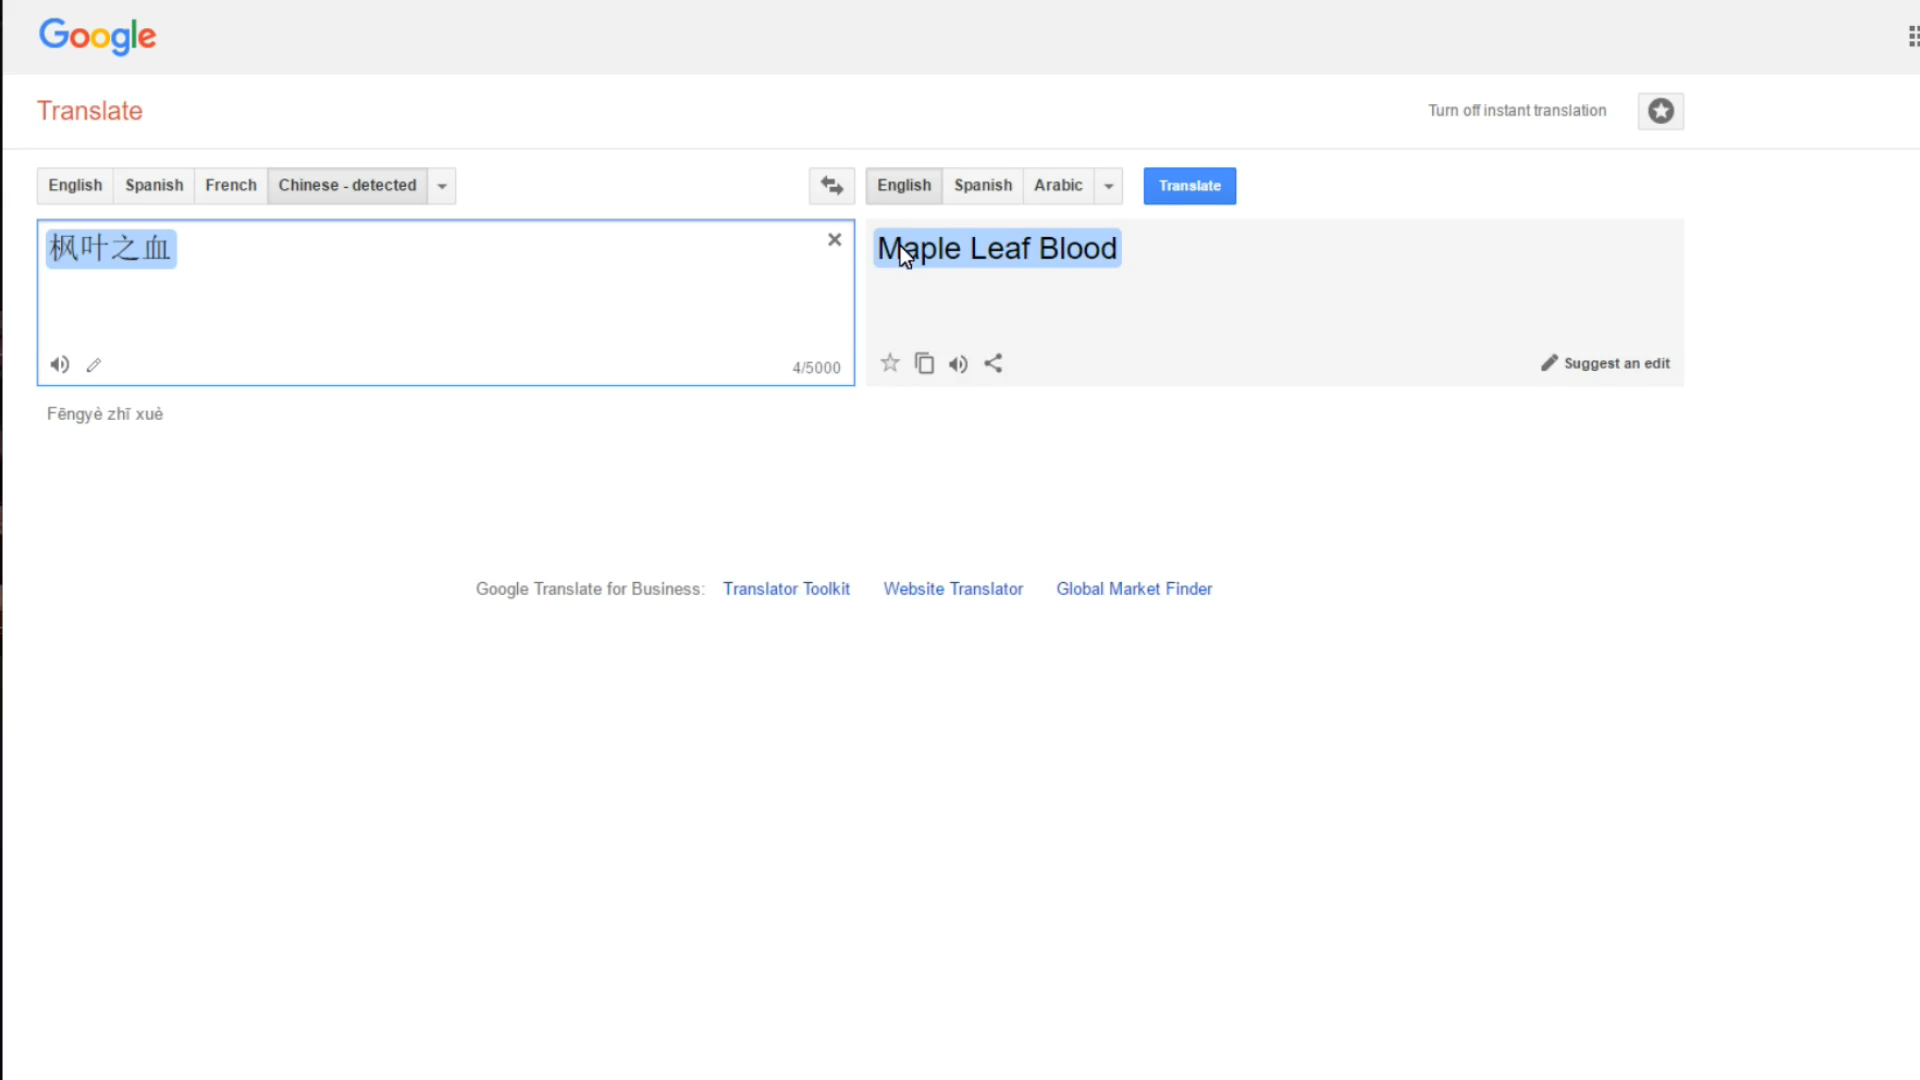 Google
Translate
Turn off instant translation
English Spanish French Chinese - detected
English Spanish Arabic Translate
枫叶之血
Maple Leaf Blood
4/5000
Suggest an edit
Fēngyè zhī xuè
Google Translate for Business: Translator Toolkit Website Translator Global Market Finder